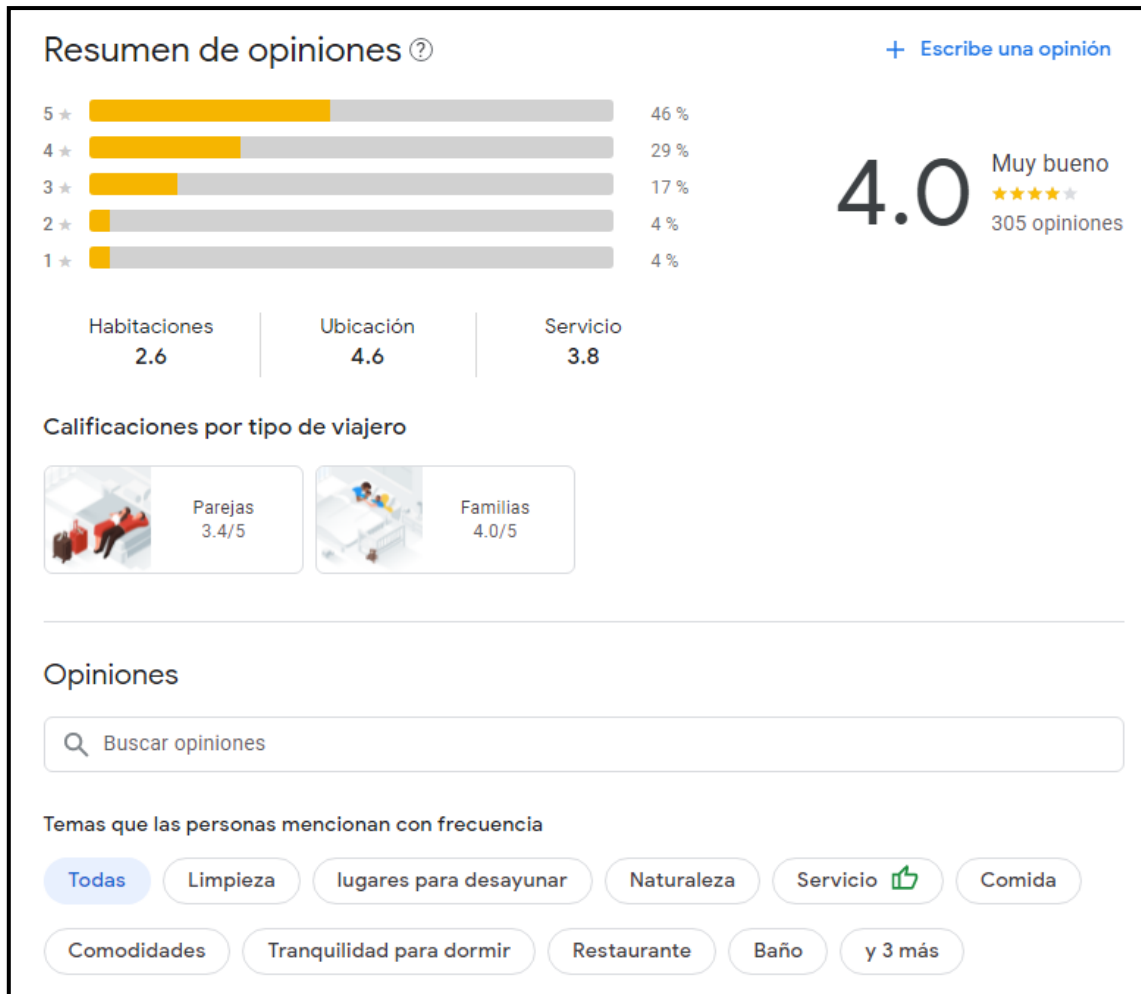 Resumen de opiniones ?
+ Escribe una opinión
5 ★ 46 %
4 ★ 29 %
3 ★ 17 %
2 ★ 4 %
1 ★ 4 %
4.0
Muy bueno
305 opiniones
Habitaciones Ubicación Servicio
2.6 4.6 3.8
Calificaciones por tipo de viajero
Parejas
3.4/5
Familias
4.0/5
Opiniones
Buscar opiniones
Temas que las personas mencionan con frecuencia
Todas Limpieza lugares para desayunar Naturaleza Servicio Comida
Comodidades Tranquilidad para dormir Restaurante Baño y 3 más